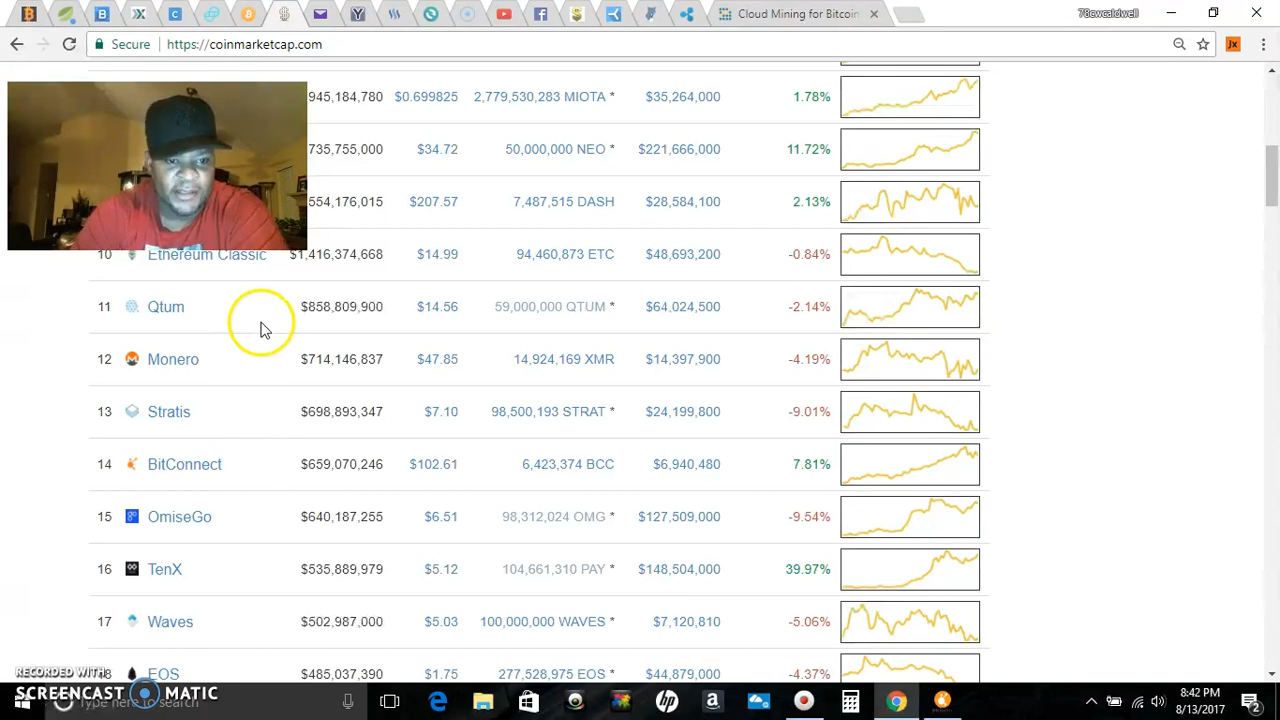 Cloud Mining for Bitcoin
78cwcaldwell
Secure https://coinmarketcap.com
945,184,780 $0.699825 2,779,530,283 MIOTA * $35,264,000 1.78%
735,755,000 $34.72 50,000,000 NEO * $221,666,000 11.72%
554,176,015 $207.57 7,487,515 DASH $28,584,100 2.13%
10 Ethereum Classic $1,416,374,668 $14.99 94,460,873 ETC $48,693,200 -0.84%
11 Qtum $858,809,900 $14.56 59,000,000 QTUM * $64,024,500 -2.14%
12 Monero $714,146,837 $47.85 14,924,169 XMR $14,397,900 -4.19%
13 Stratis $698,893,347 $7.10 98,500,193 STRAT * $24,199,800 -9.01%
14 BitConnect $659,070,246 $102.61 6,423,374 BCC $6,940,480 7.81%
15 OmiseGo $640,187,255 $6.51 98,312,024 OMG * $127,509,000 -9.54%
16 TenX $535,889,979 $5.12 104,661,310 PAY * $148,504,000 39.97%
17 Waves $502,987,000 $5.03 100,000,000 WAVES * $7,120,810 -5.06%
18 EOS $485,037,390 $1.75 277,528,975 EOS * $44,879,000 -4.37%
RECORDED WITH
SCREENCAST MATIC
Type here to search
8:42 PM
8/13/2017